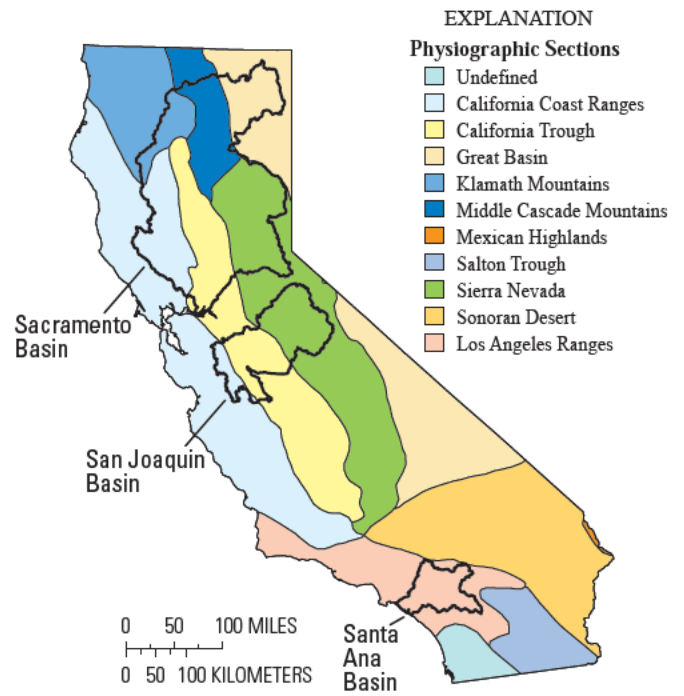 EXPLANATION
Physiographic Sections
Undefined
California Coast Ranges
California Trough
Great Basin
Klamath Mountains
Middle Cascade Mountains
Mexican Highlands
Salton Trough
Sierra Nevada
Sonoran Desert
Los Angeles Ranges
Sacramento
Basin
San Joaquin
Basin
Santa
Ana
Basin
0 50 100 MILES
0 50 100 KILOMETERS